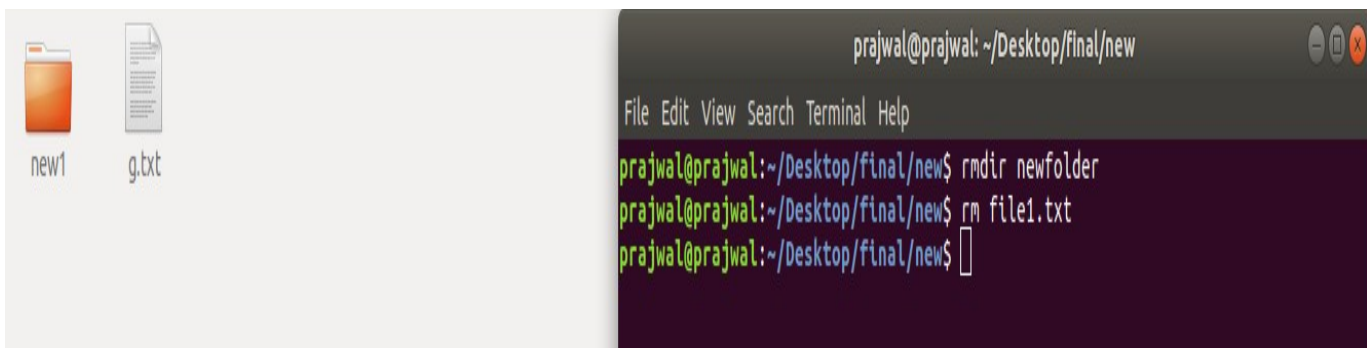 new1
g.txt
prajwal@prajwal: ~/Desktop/final/new
File Edit View Search Terminal Help
prajwal@prajwal:~/Desktop/final/new$ rmdir newfolder
prajwal@prajwal:~/Desktop/final/new$ rm file1.txt
prajwal@prajwal:~/Desktop/final/new$